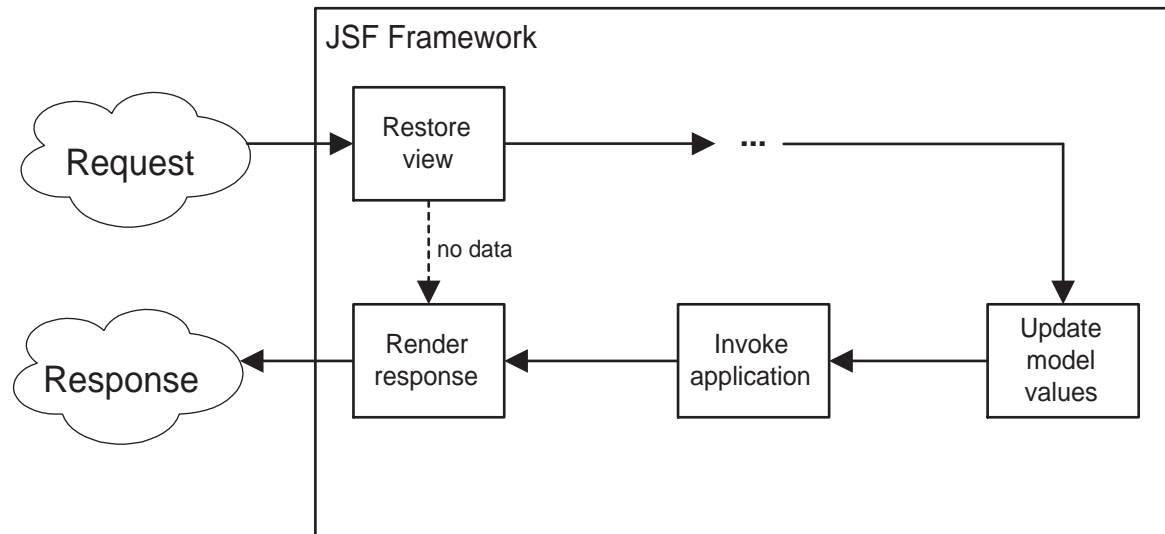 JSF Framework
Request
Restore
view
...
no data
Response
Render
response
Invoke
application
Update
model
values